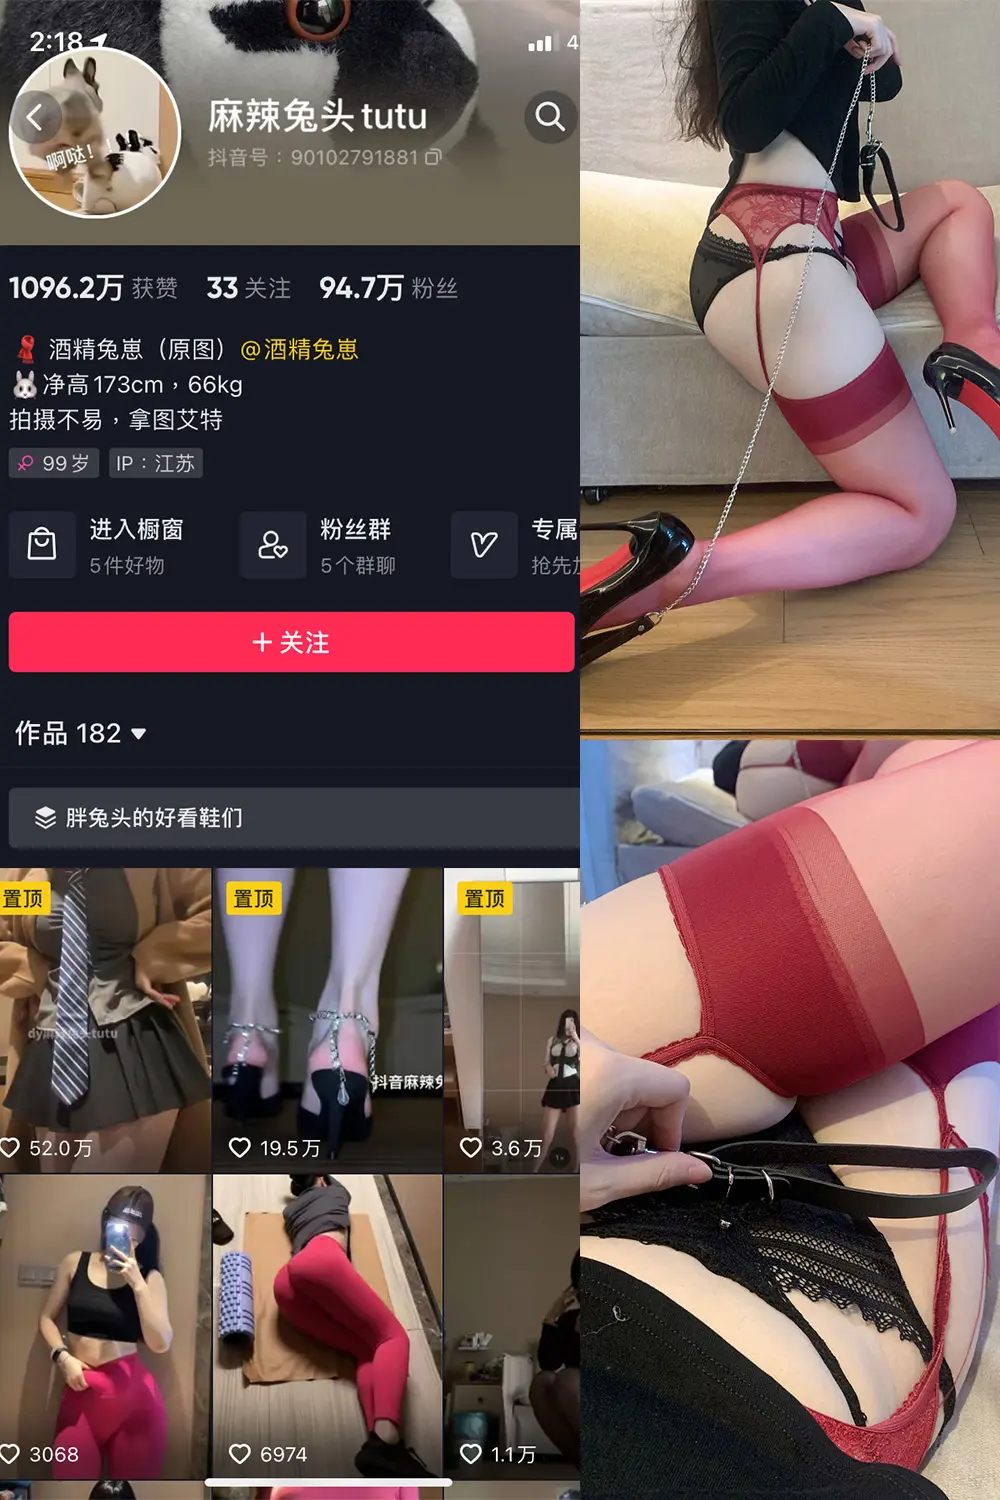 2:18
4
啊哒！！！
麻辣兔头tutu
抖音号：90102791881
1096.2万 获赞 33 关注 94.7万 粉丝
酒精兔崽（原图）@酒精兔崽
净高173cm，66kg
拍摄不易，拿图艾特
99岁 IP：江苏
进入橱窗 粉丝群 专属
5件好物 5个群聊 抢先
+ 关注
作品 182
胖兔头的好看鞋们
置顶 置顶 置顶
抖音麻辣
52.0万 19.5万 3.6万
3068 6974 1.1万